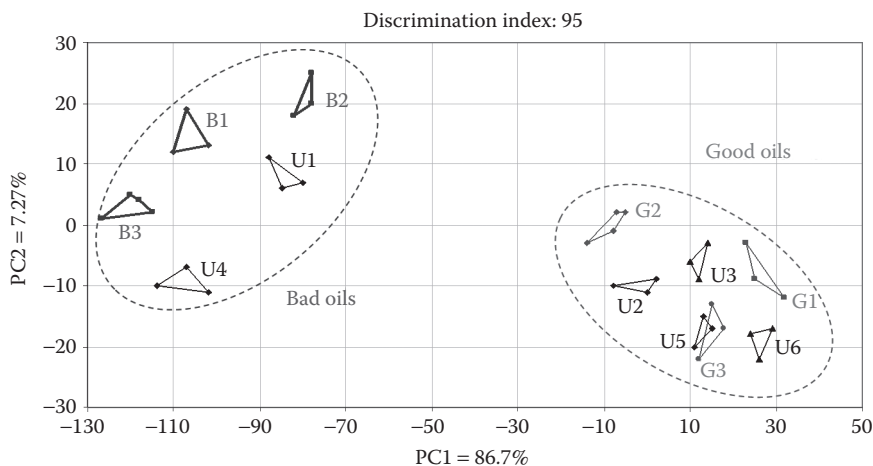 Discrimination index: 95
30
20
10
0
−10
−20
−30
PC2 = 7.27%
B1
B2
B3
U1
U4
Bad oils
Good oils
G2
U3
G1
U2
U5
U6
G3
−130
−110
−90
−70
−50
−30
−10
10
30
50
PC1 = 86.7%